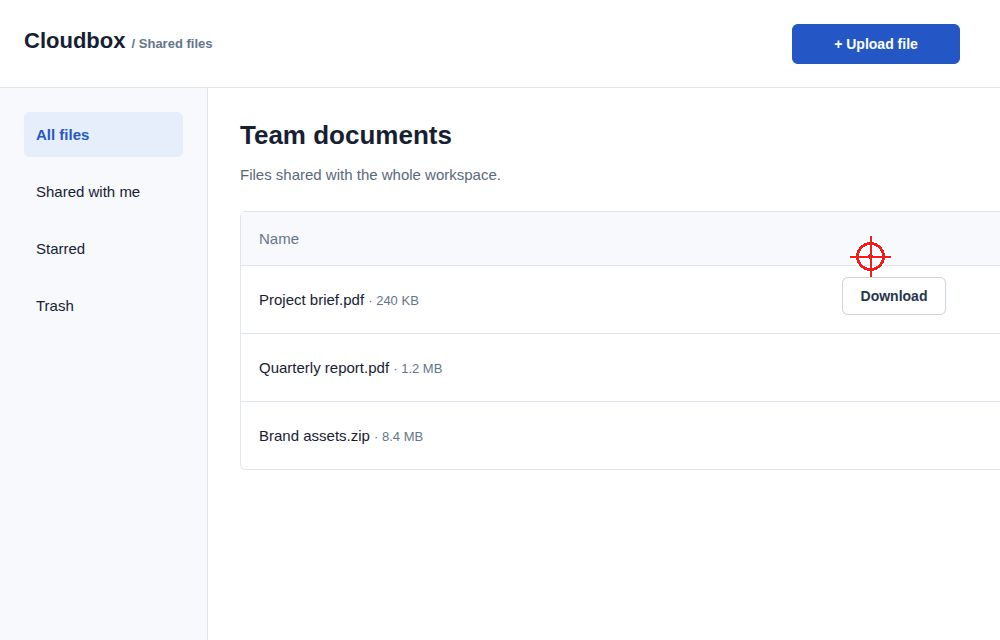 Cloudbox / Shared files
+ Upload file
All files
Shared with me
Starred
Trash
Team documents
Files shared with the whole workspace.
Name
Project brief.pdf · 240 KB
Download
Quarterly report.pdf · 1.2 MB
Brand assets.zip · 8.4 MB